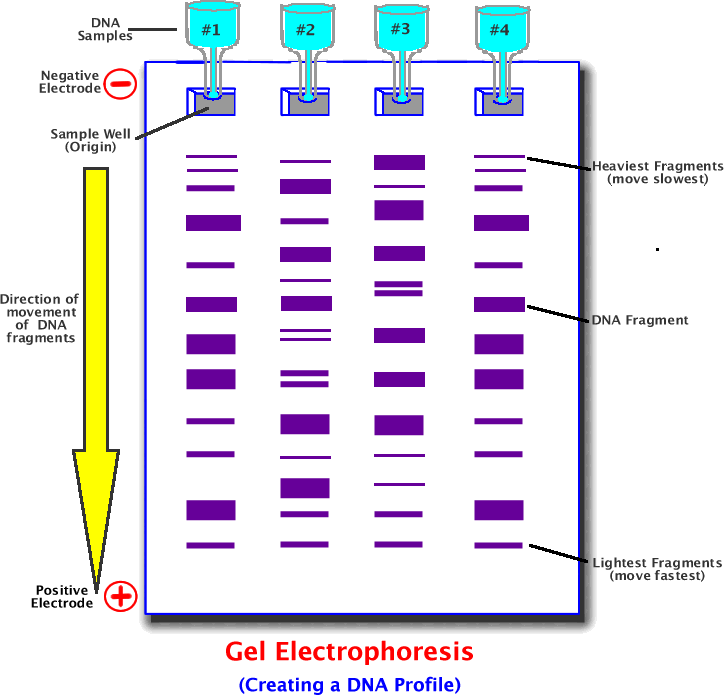 DNA
Samples
#1
#2
#3
#4
Negative
Electrode
−
Sample Well
(Origin)
Heaviest Fragments
(move slowest)
Direction of
movement
of DNA
fragments
DNA Fragment
Lightest Fragments
(move fastest)
Positive
Electrode
+
Gel Electrophoresis
(Creating a DNA Profile)